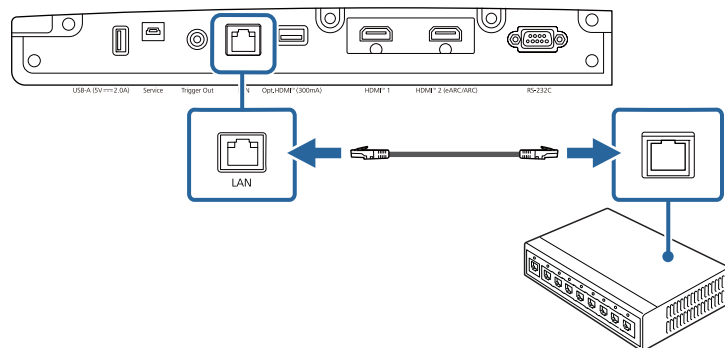 USB-A (5V⎓2.0A) Service Trigger Out Opt.HDMI™(300mA) HDMI™ 1 HDMI™ 2 (eARC/ARC) RS-232C
LAN